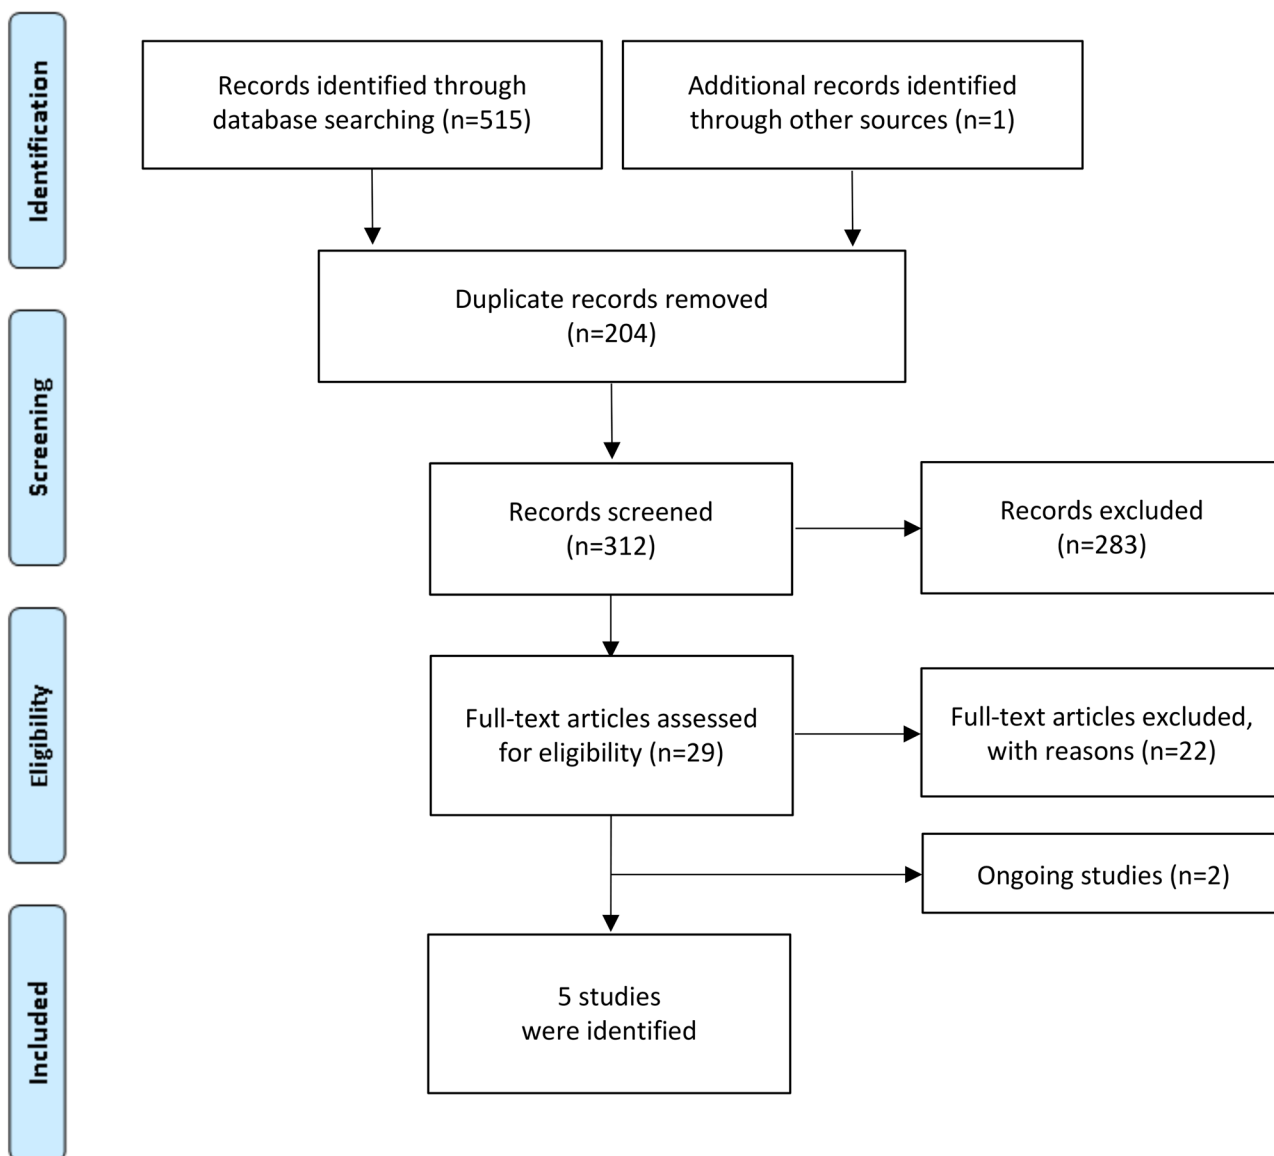 Identification
Records identified through
database searching (n=515)
Additional records identified
through other sources (n=1)
Duplicate records removed
(n=204)
Screening
Records screened
(n=312)
Records excluded
(n=283)
Eligibility
Full-text articles assessed
for eligibility (n=29)
Full-text articles excluded,
with reasons (n=22)
Ongoing studies (n=2)
Included
5 studies
were identified